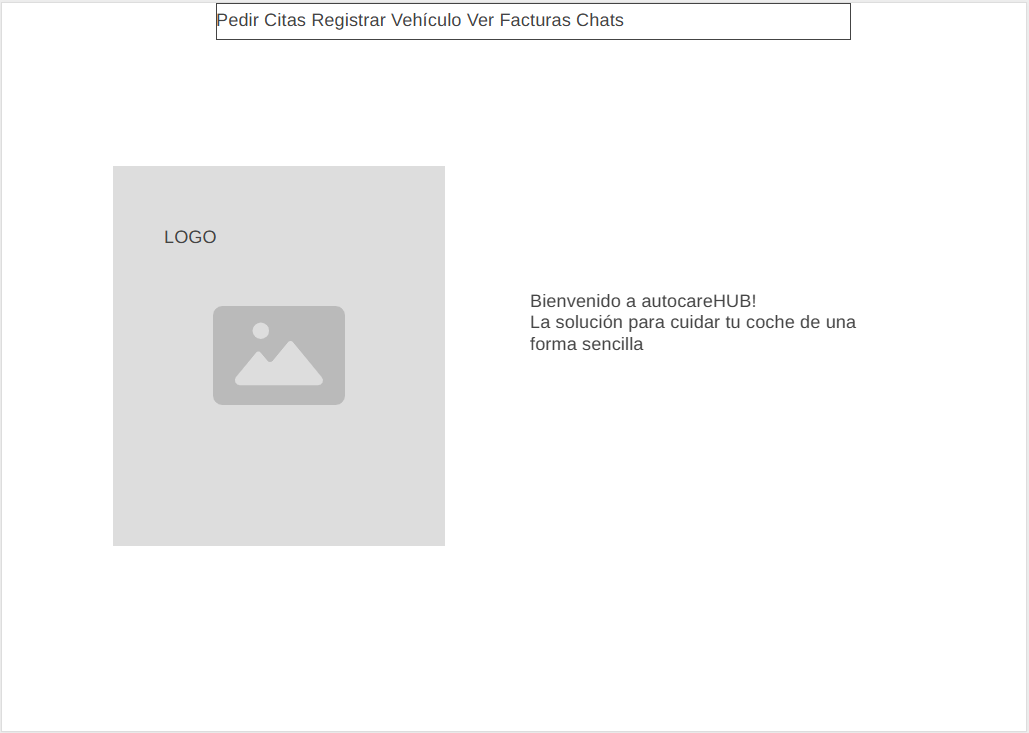 Pedir Citas Registrar Vehículo Ver Facturas Chats
LOGO
Bienvenido a autocareHUB!
La solución para cuidar tu coche de una
forma sencilla